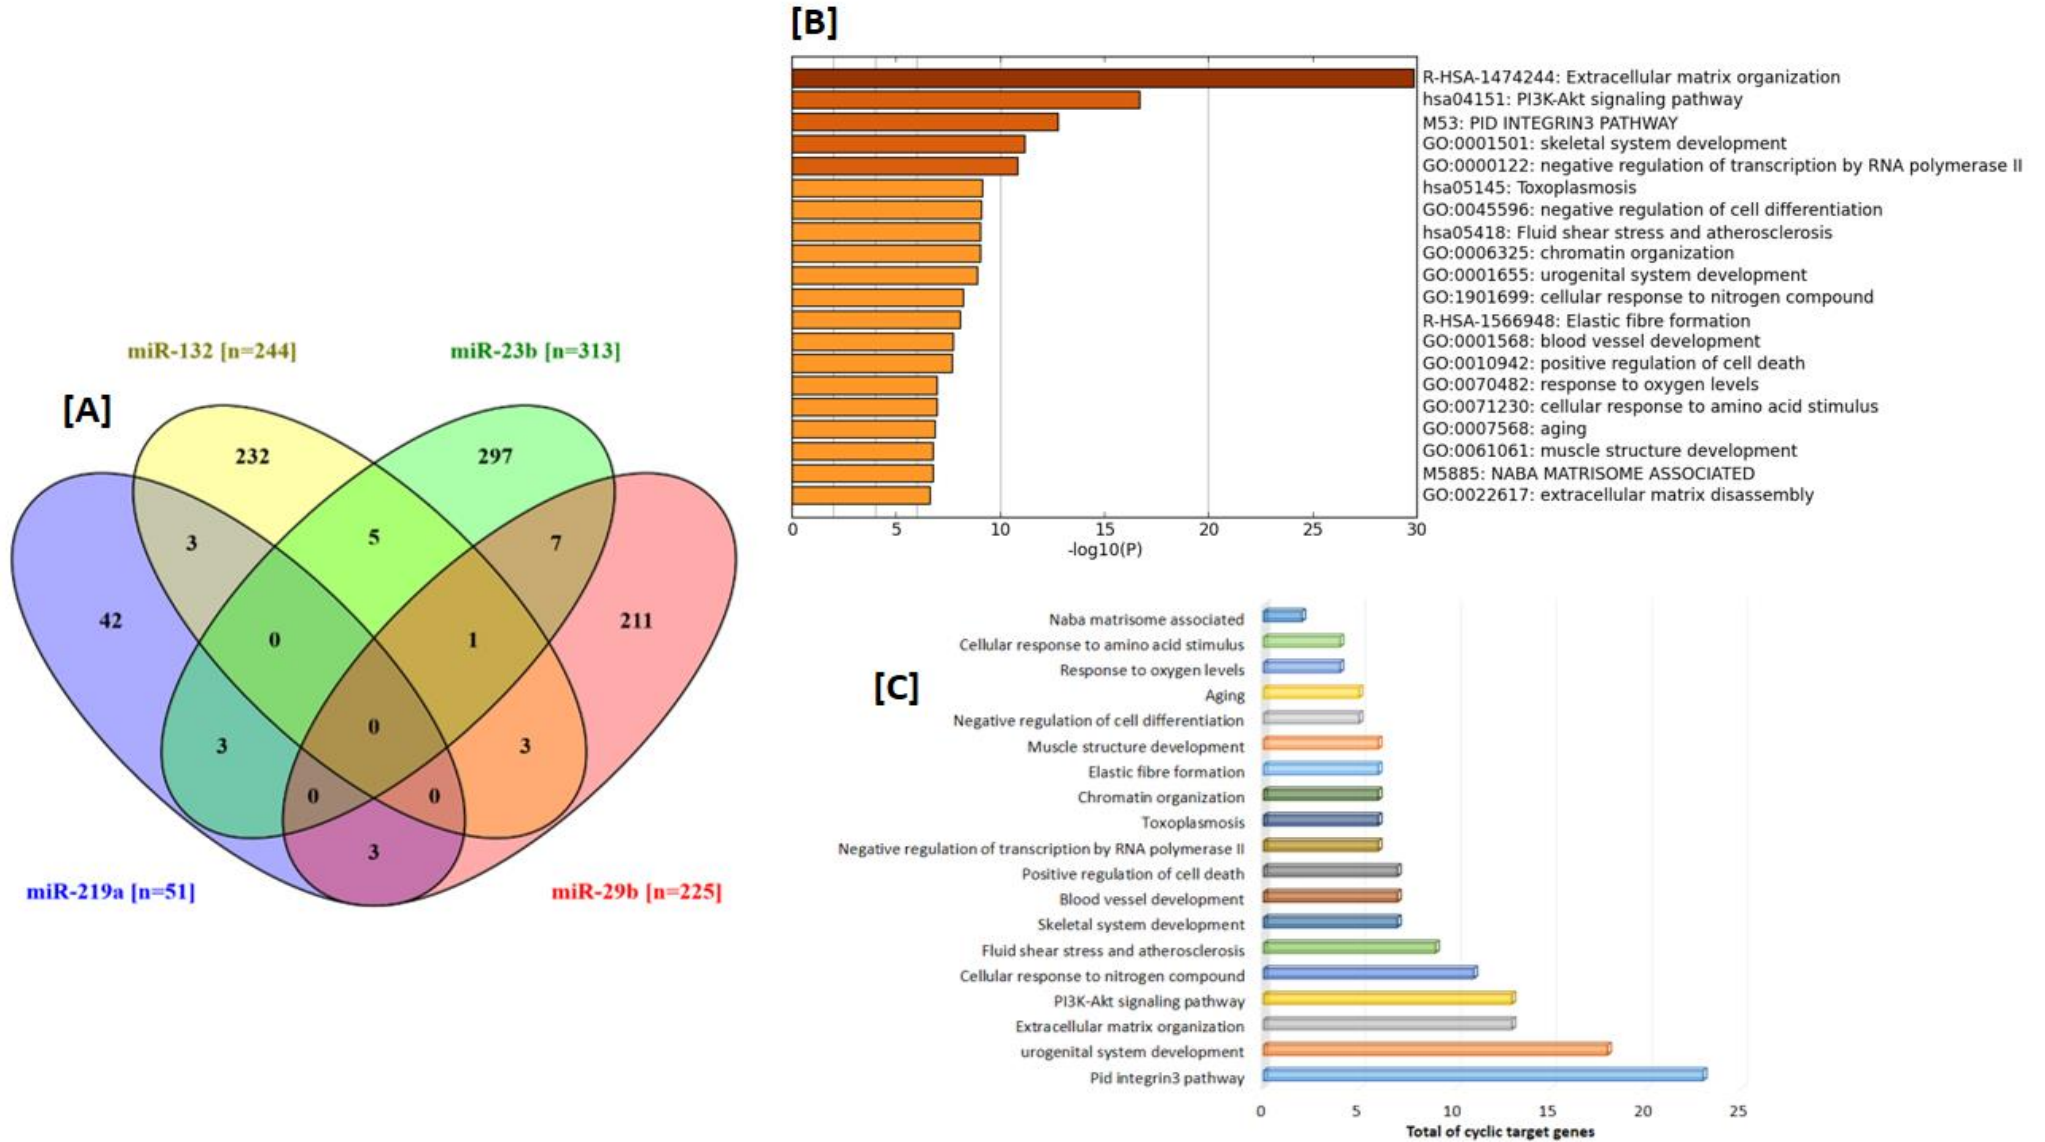 [B]
R-HSA-1474244: Extracellular matrix organization
hsa04151: PI3K-Akt signaling pathway
M53: PID INTEGRIN3 PATHWAY
GO:0001501: skeletal system development
GO:0000122: negative regulation of transcription by RNA polymerase II
hsa05145: Toxoplasmosis
GO:0045596: negative regulation of cell differentiation
hsa05418: Fluid shear stress and atherosclerosis
GO:0006325: chromatin organization
GO:0001655: urogenital system development
GO:1901699: cellular response to nitrogen compound
R-HSA-1566948: Elastic fibre formation
GO:0001568: blood vessel development
GO:0010942: positive regulation of cell death
GO:0070482: response to oxygen levels
GO:0071230: cellular response to amino acid stimulus
GO:0007568: aging
GO:0061061: muscle structure development
M5885: NABA MATRISOME ASSOCIATED
GO:0022617: extracellular matrix disassembly
0 5 10 15 20 25 30
-log10(P)
miR-132 [n=244] miR-23b [n=313]
[A]
232 297
3 5 7
42 0 1 211
0
3 3
0 0
3
miR-219a [n=51] miR-29b [n=225]
[C]
Naba matrisome associated
Cellular response to amino acid stimulus
Response to oxygen levels
Aging
Negative regulation of cell differentiation
Muscle structure development
Elastic fibre formation
Chromatin organization
Toxoplasmosis
Negative regulation of transcription by RNA polymerase II
Positive regulation of cell death
Blood vessel development
Skeletal system development
Fluid shear stress and atherosclerosis
Cellular response to nitrogen compound
PI3K-Akt signaling pathway
Extracellular matrix organization
urogenital system development
Pid integrin3 pathway
0 5 10 15 20 25
Total of cyclic target genes